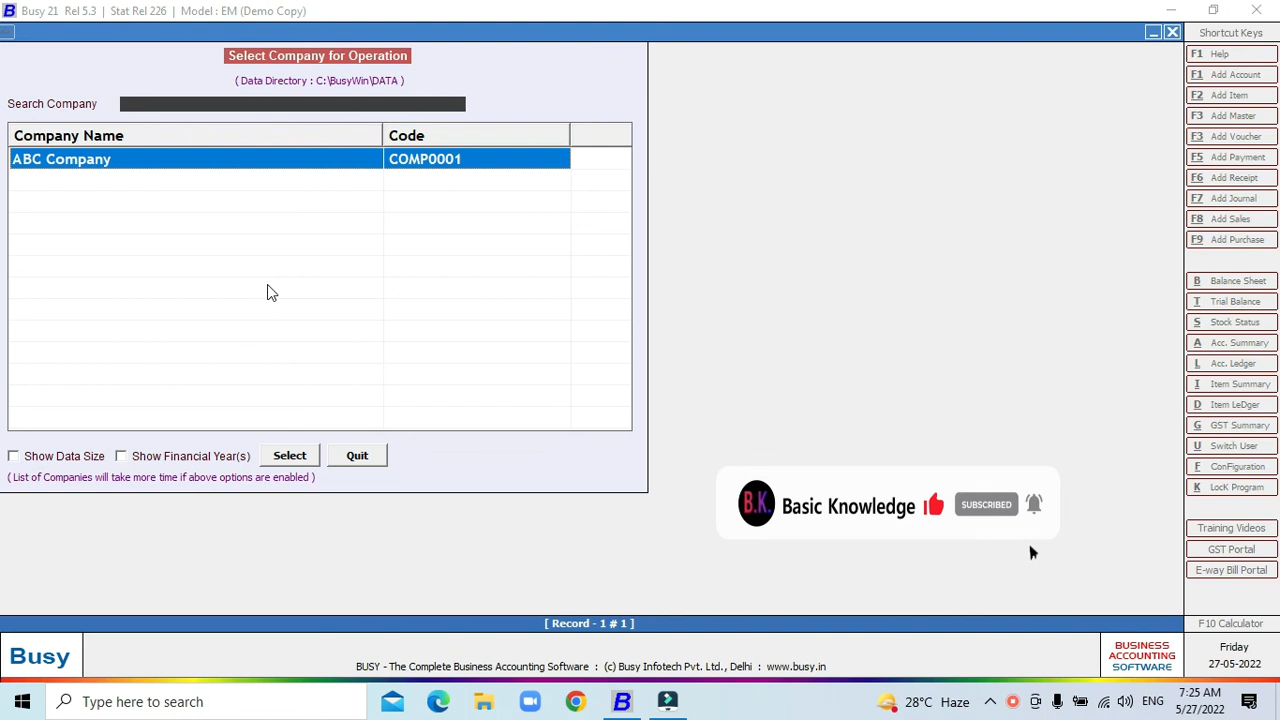 Busy 21 Rel 5.3 | Stat Rel 226 | Model : EM (Demo Copy)
Select Company for Operation
( Data Directory : C:\BusyWin\DATA )
Search Company
Company Name Code
ABC Company COMP0001
Show Data Size Show Financial Year(s) Select Quit
( List of Companies will take more time if above options are enabled )
Shortcut Keys
F1 Help
F1 Add Account
F2 Add Item
F3 Add Master
F3 Add Voucher
F5 Add Payment
F6 Add Receipt
F7 Add Journal
F8 Add Sales
F9 Add Purchase
B Balance Sheet
T Trial Balance
S Stock Status
A Acc. Summary
L Acc. Ledger
I Item Summary
D Item LeDger
G GST Summary
U Switch User
F ConFiguration
K LocK Program
Training Videos
GST Portal
E-way Bill Portal
B.K. Basic Knowledge SUBSCRIBED
[ Record - 1 # 1 ]
F10 Calculator
Busy
BUSY - The Complete Business Accounting Software : (c) Busy Infotech Pvt. Ltd., Delhi : www.busy.in
BUSINESS
ACCOUNTING
SOFTWARE
Friday
27-05-2022
Type here to search
B
28°C Haze
ENG
7:25 AM
5/27/2022